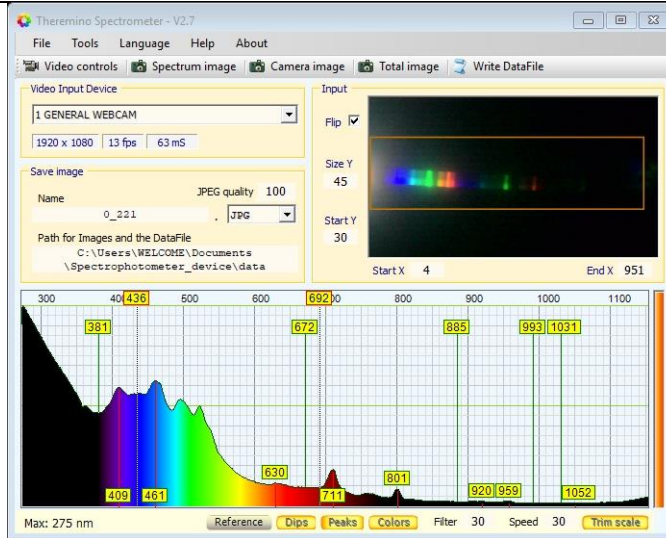 Theremino Spectrometer - V2.7
File Tools Language Help About
Video controls Spectrum image Camera image Total image Write DataFile
Video Input Device
1 GENERAL WEBCAM
1920 x 1080 13 fps 63 mS
Save image
Name JPEG quality 100
0_221 . JPG
Path for Images and the DataFile
C:\Users\WELCOME\Documents
\Spectrophotometer_device\data
Input
Flip
Size Y
45
Start Y
30
Start X 4 End X 951
300 436 500 600 692 800 900 1000 1100
381 672 885 993 1031
630 801
409 461 711 920 959 1052
Max: 275 nm Reference Dips Peaks Colors Filter 30 Speed 30 Trim scale